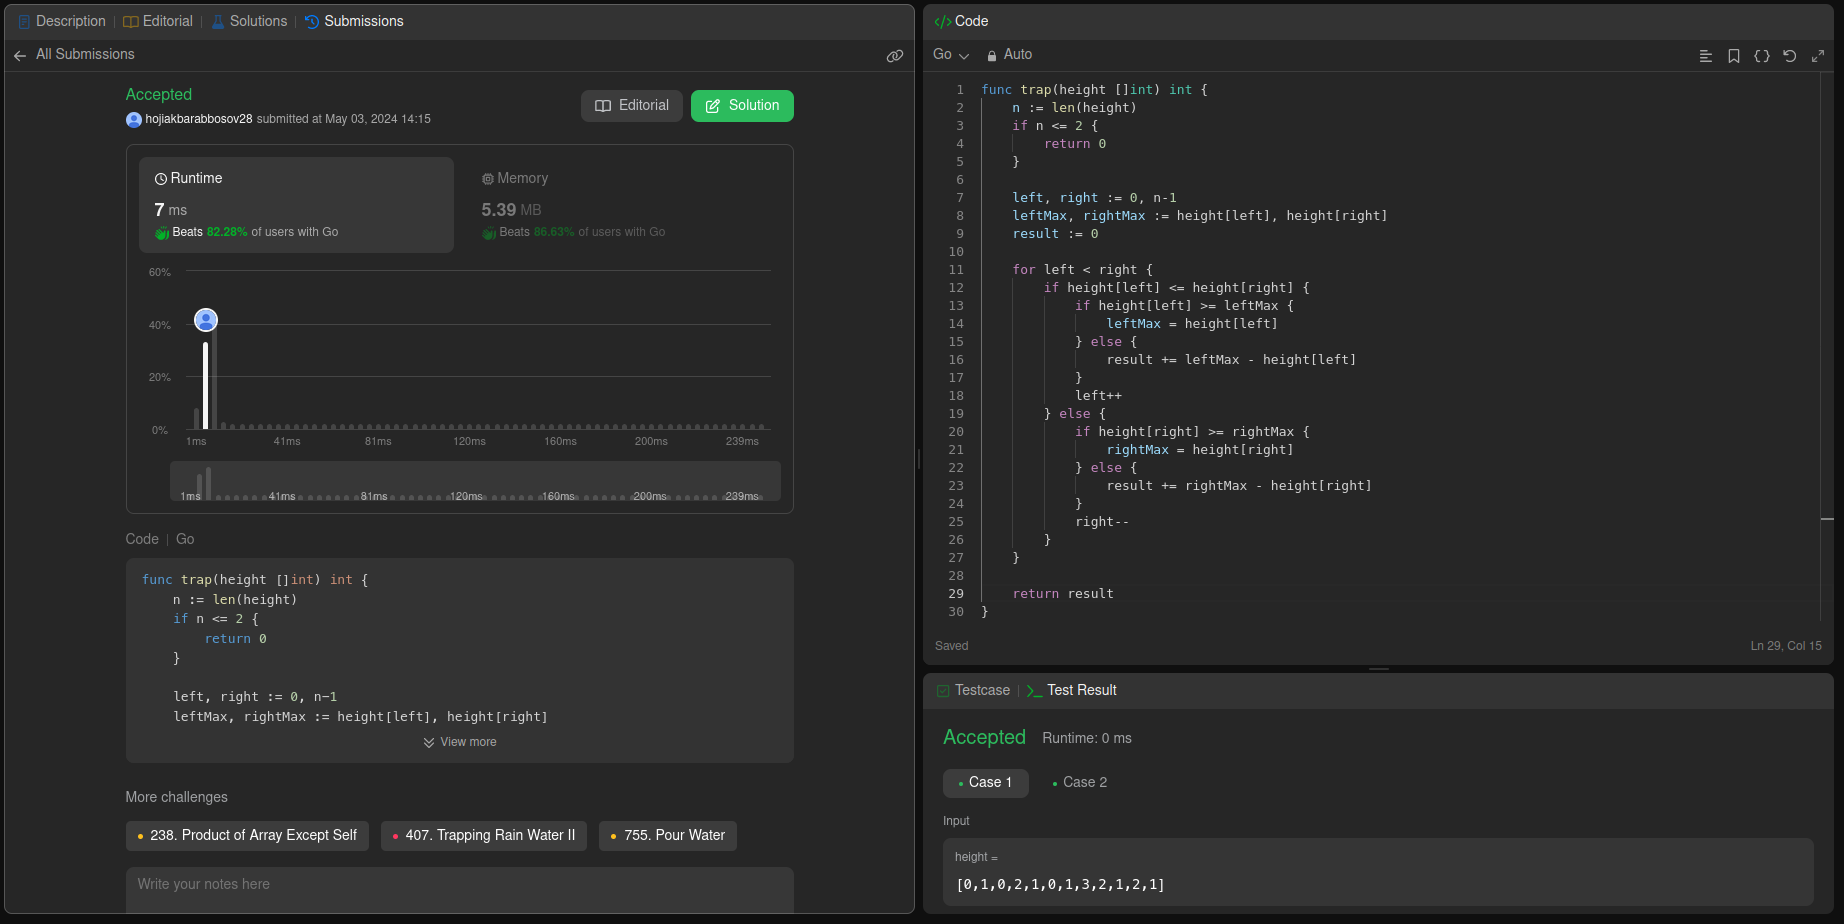 Description | Editorial | Solutions | Submissions
All Submissions
Accepted
hojiakbarabbosov28 submitted at May 03, 2024 14:15
Editorial
Solution
Runtime
7 ms
Beats 82.28% of users with Go
Memory
5.39 MB
Beats 86.63% of users with Go
60%
40%
20%
0%
1ms 41ms 81ms 120ms 160ms 200ms 239ms
1ms 41ms 81ms 120ms 160ms 200ms 239ms
Code | Go
func trap(height []int) int {
    n := len(height)
    if n <= 2 {
        return 0
    }

    left, right := 0, n-1
    leftMax, rightMax := height[left], height[right]
View more
More challenges
238. Product of Array Except Self
407. Trapping Rain Water II
755. Pour Water
Write your notes here
</> Code
Go Auto
1 func trap(height []int) int {
2     n := len(height)
3     if n <= 2 {
4         return 0
5     }
6
7     left, right := 0, n-1
8     leftMax, rightMax := height[left], height[right]
9     result := 0
10
11     for left < right {
12         if height[left] <= height[right] {
13             if height[left] >= leftMax {
14                 leftMax = height[left]
15             } else {
16                 result += leftMax - height[left]
17             }
18             left++
19         } else {
20             if height[right] >= rightMax {
21                 rightMax = height[right]
22             } else {
23                 result += rightMax - height[right]
24             }
25             right--
26         }
27     }
28
29     return result
30 }
Saved
Ln 29, Col 15
Testcase | Test Result
Accepted Runtime: 0 ms
Case 1
Case 2
Input
height =
[0,1,0,2,1,0,1,3,2,1,2,1]